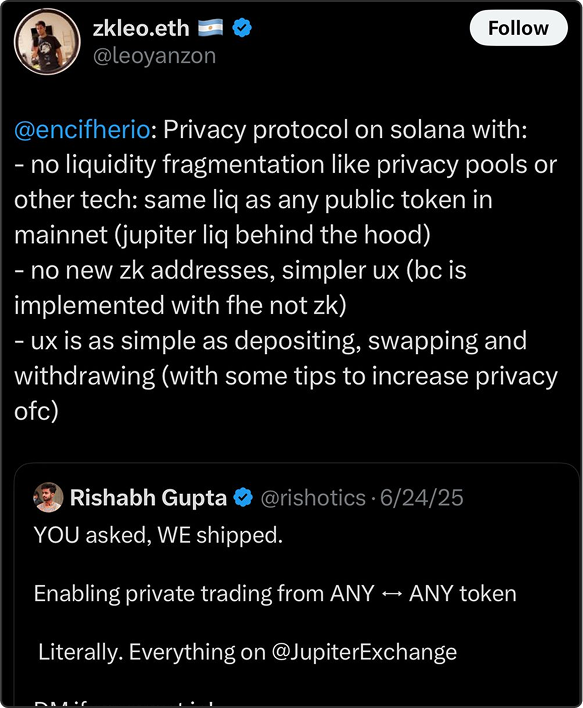 zkleo.eth 🇦🇷
Follow
@leoyanzon
@encifherio: Privacy protocol on solana with:
- no liquidity fragmentation like privacy pools or
other tech: same liq as any public token in
mainnet (jupiter liq behind the hood)
- no new zk addresses, simpler ux (bc is
implemented with fhe not zk)
- ux is as simple as depositing, swapping and
withdrawing (with some tips to increase privacy
ofc)
Rishabh Gupta @rishotics · 6/24/25
YOU asked, WE shipped.
Enabling private trading from ANY ↔ ANY token
Literally. Everything on @JupiterExchange